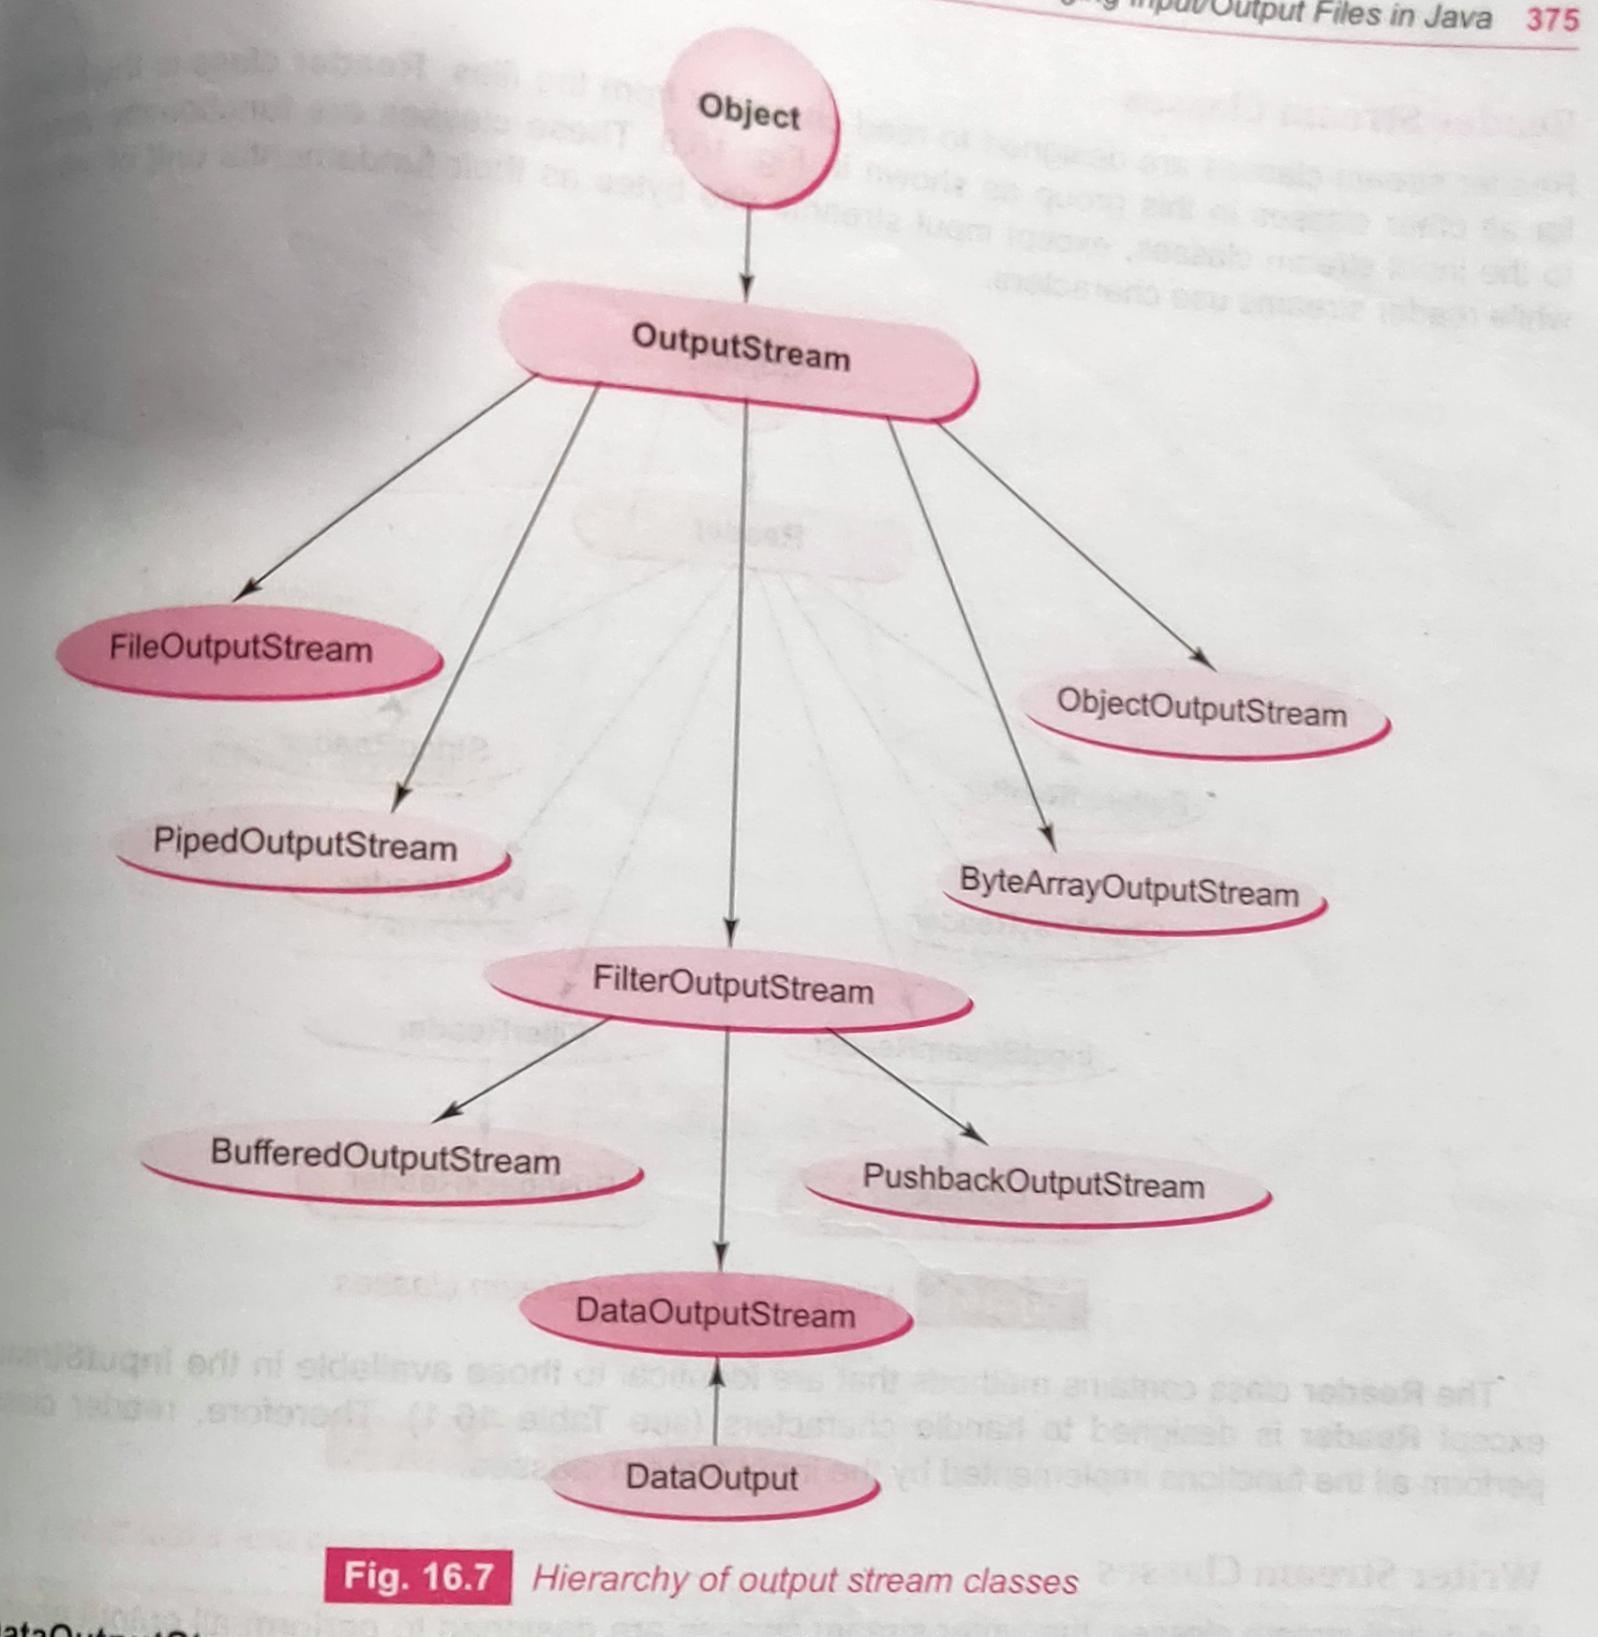 Input/Output Files in Java 375
Object
OutputStream
FileOutputStream
ObjectOutputStream
PipedOutputStream
ByteArrayOutputStream
FilterOutputStream
BufferedOutputStream
PushbackOutputStream
DataOutputStream
DataOutput
Fig. 16.7 Hierarchy of output stream classes